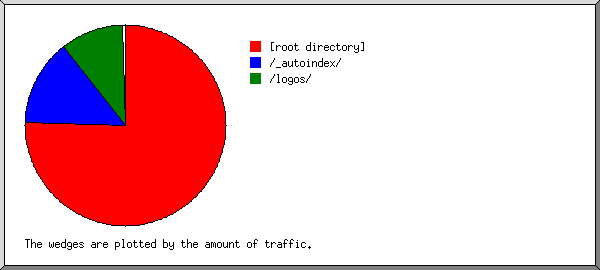 [root directory]
/_autoindex/
/logos/
The wedges are plotted by the amount of traffic.